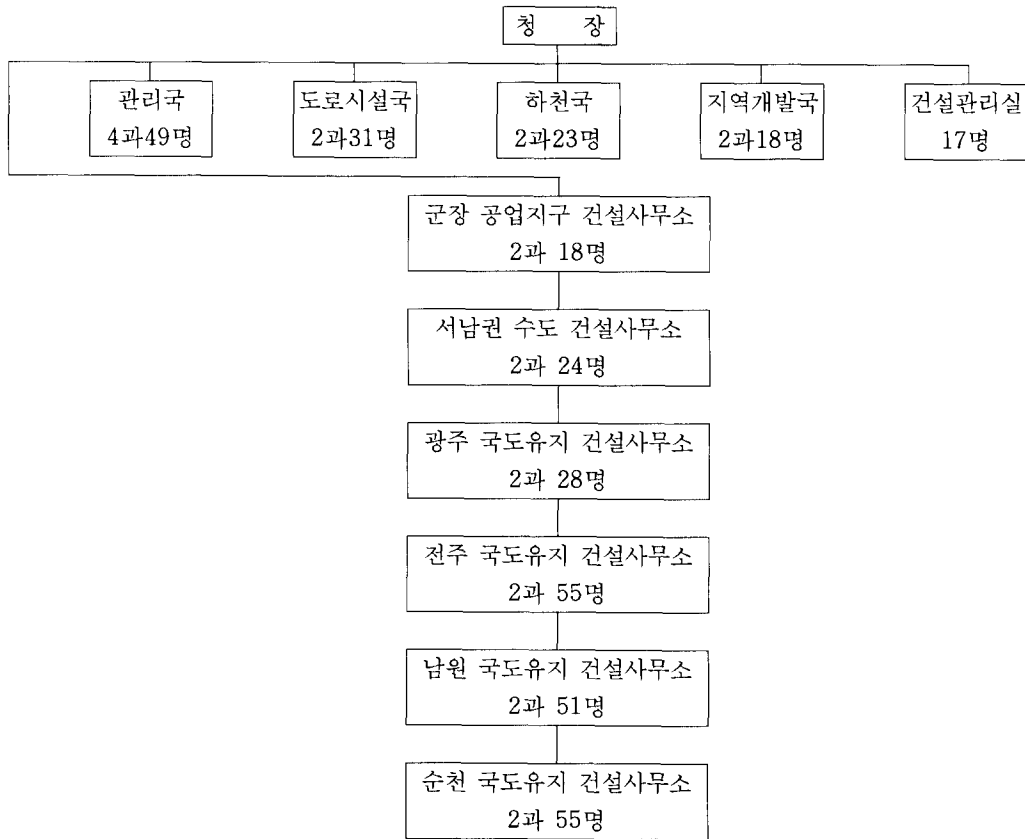 청 장
관리국
4과49명
도로시설국
2과31명
하천국
2과23명
지역개발국
2과18명
건설관리실
17명
군장 공업지구 건설사무소
2과 18명
서남권 수도 건설사무소
2과 24명
광주 국도유지 건설사무소
2과 28명
전주 국도유지 건설사무소
2과 55명
남원 국도유지 건설사무소
2과 51명
순천 국도유지 건설사무소
2과 55명